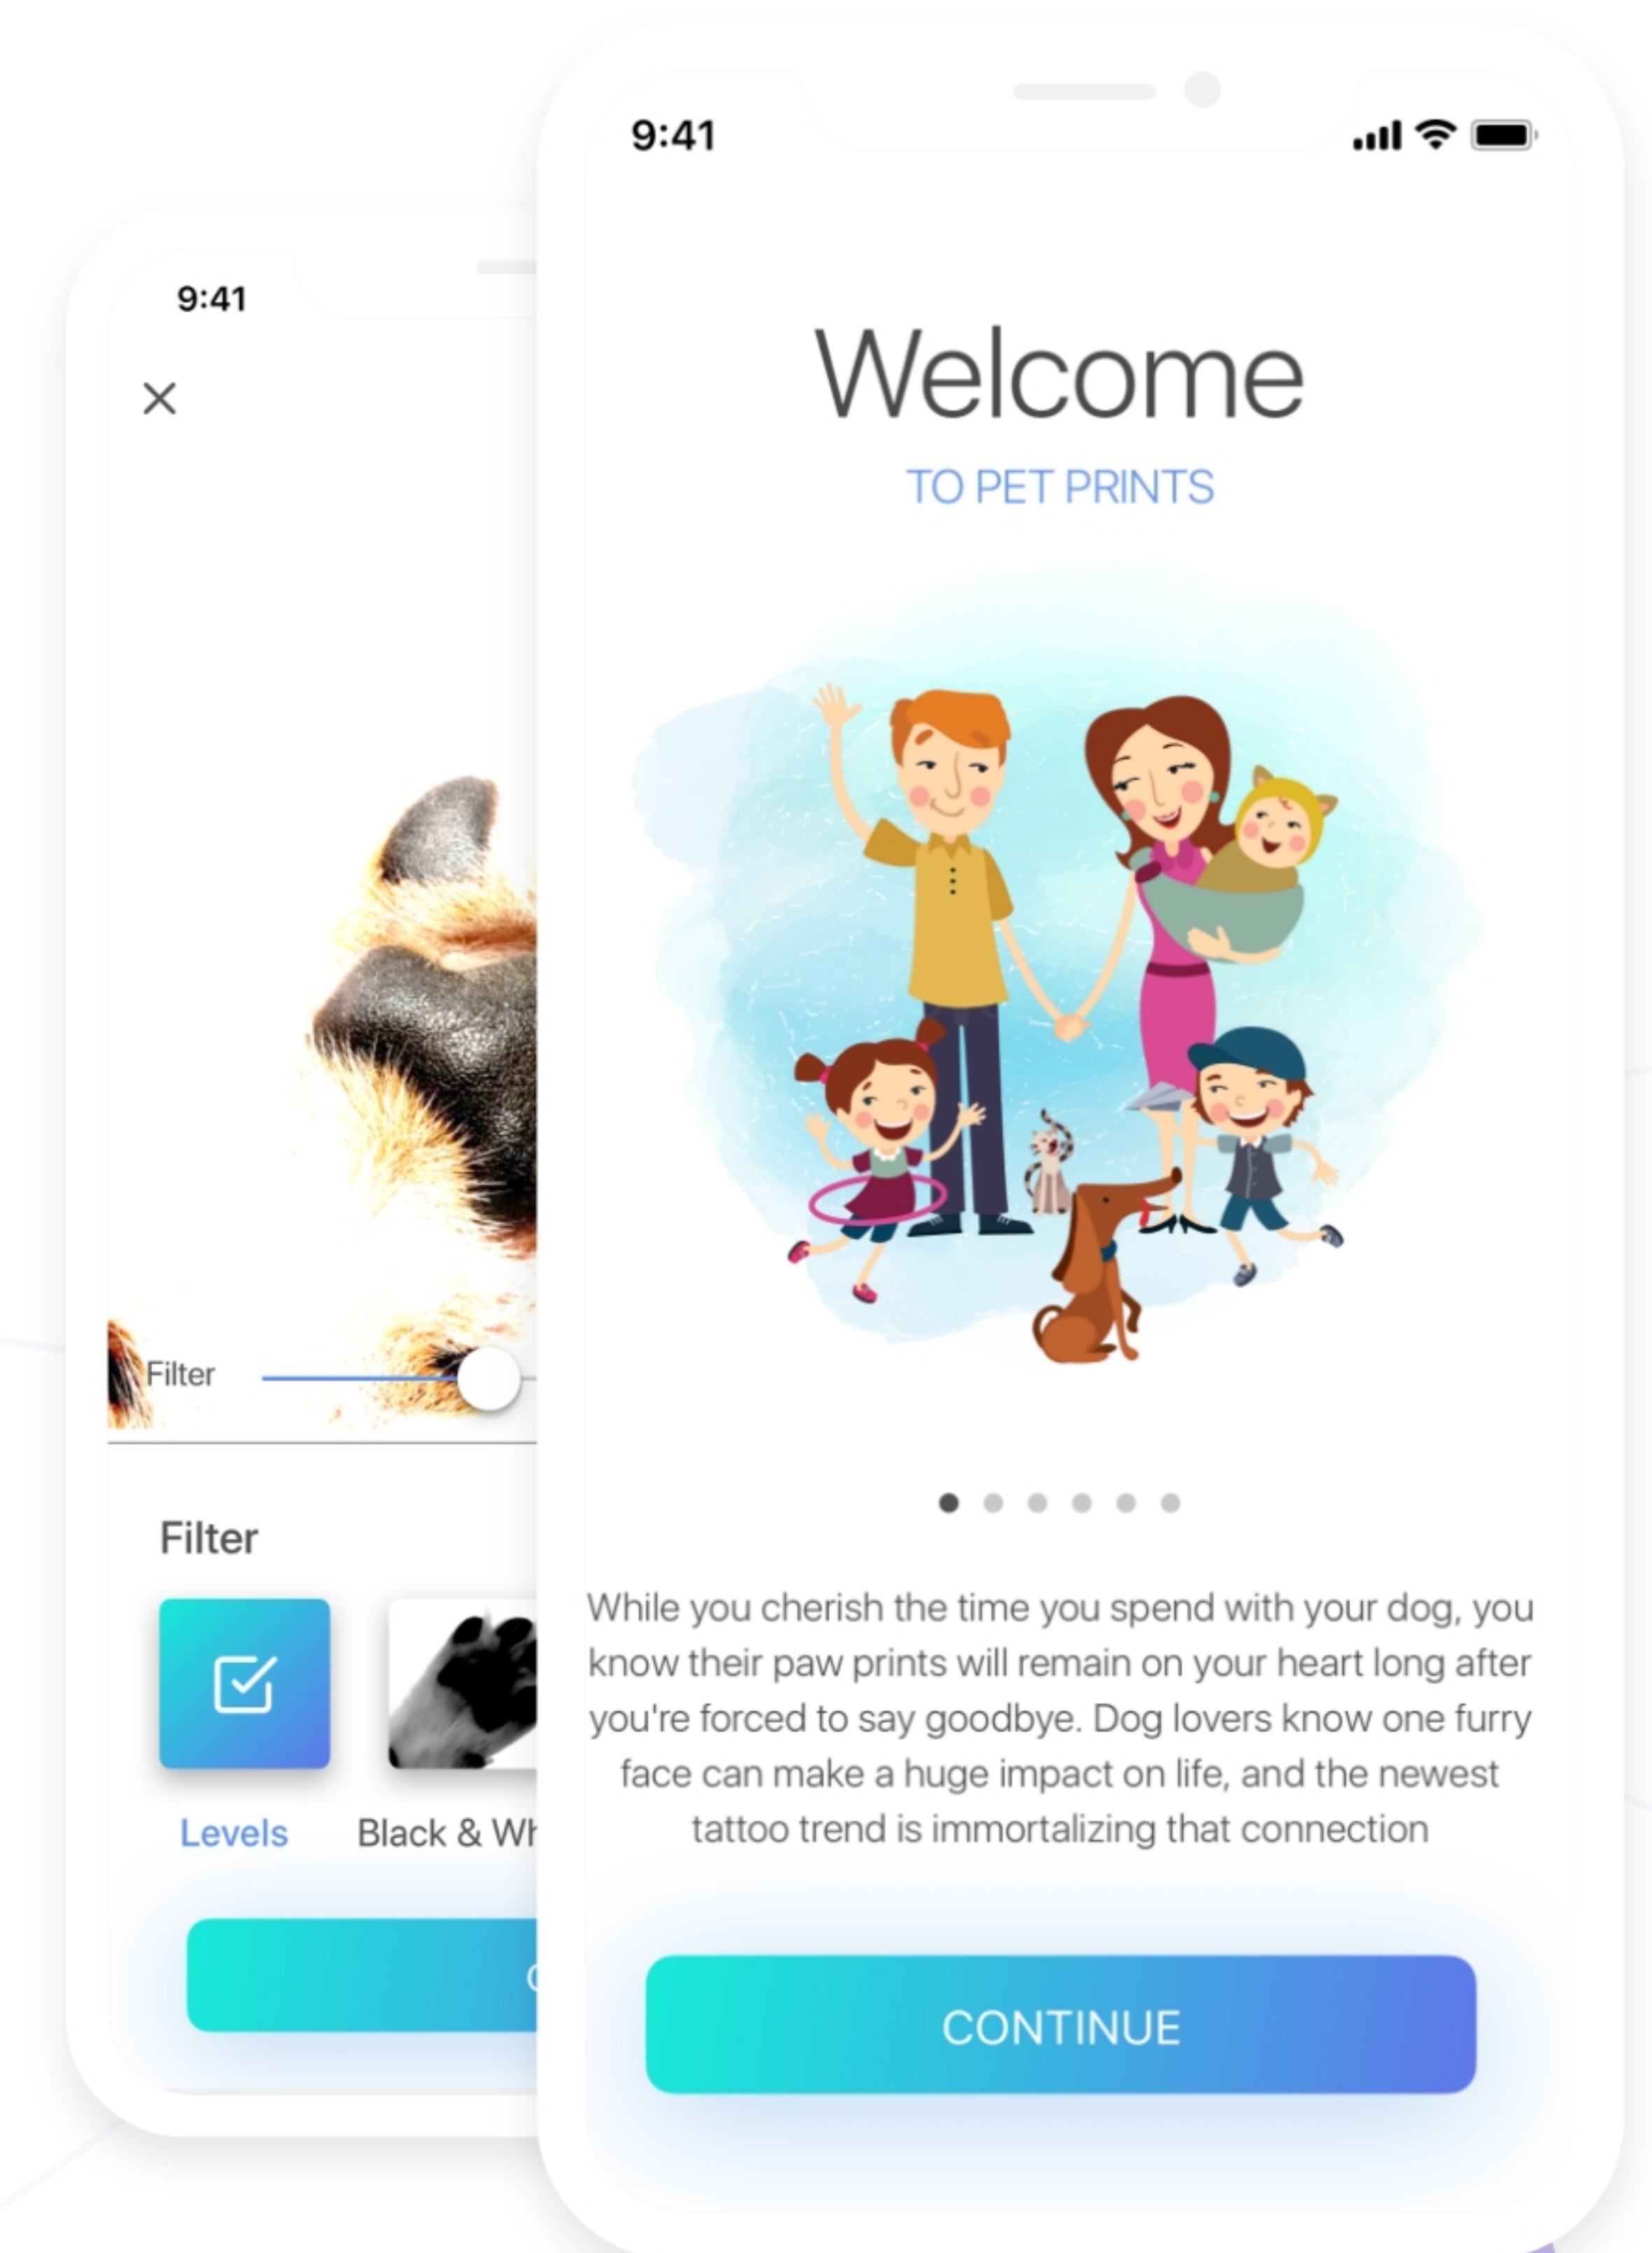 9:41
Filter
Filter
Levels
Black &
9:41
Welcome
TO PET PRINTS
While you cherish the time you spend with your dog, you
know their paw prints will remain on your heart long after
you're forced to say goodbye. Dog lovers know one furry
face can make a huge impact on life, and the newest
tattoo trend is immortalizing that connection
CONTINUE